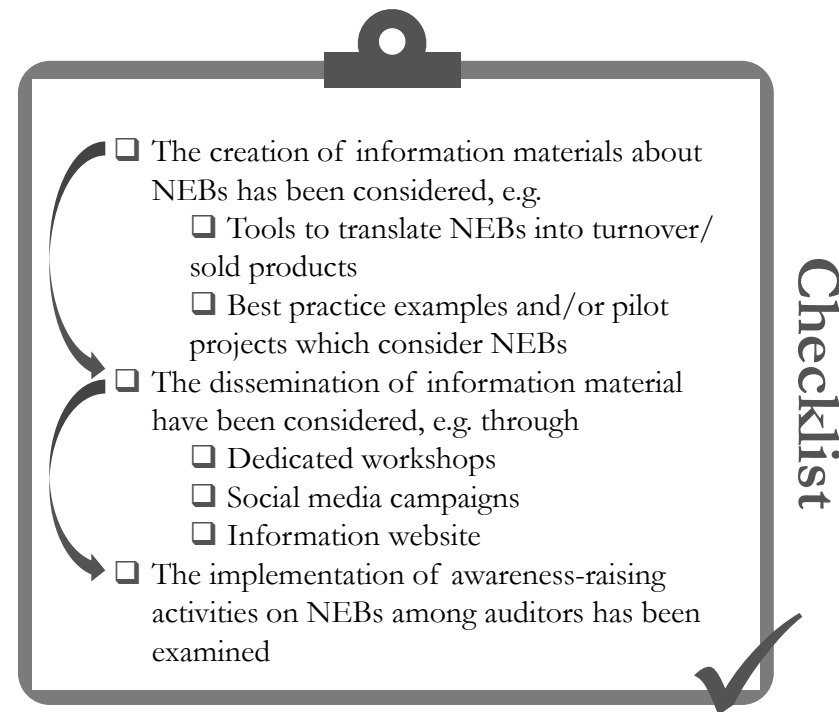 ❑ The creation of information materials about
NEBs has been considered, e.g.
❑ Tools to translate NEBs into turnover/
sold products
❑ Best practice examples and/or pilot
projects which consider NEBs
❑ The dissemination of information material
have been considered, e.g. through
❑ Dedicated workshops
❑ Social media campaigns
❑ Information website
❑ The implementation of awareness-raising
activities on NEBs among auditors has been
examined
Checklist